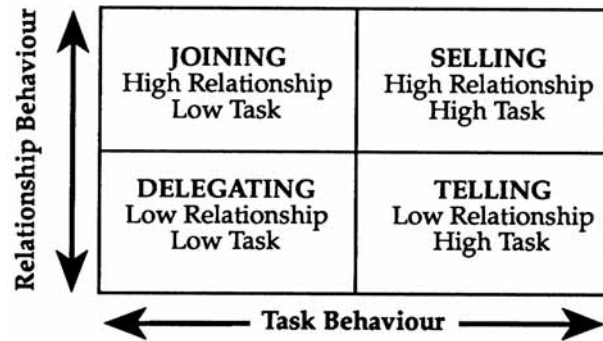 Relationship Behaviour
JOINING
High Relationship
Low Task
SELLING
High Relationship
High Task
DELEGATING
Low Relationship
Low Task
TELLING
Low Relationship
High Task
Task Behaviour